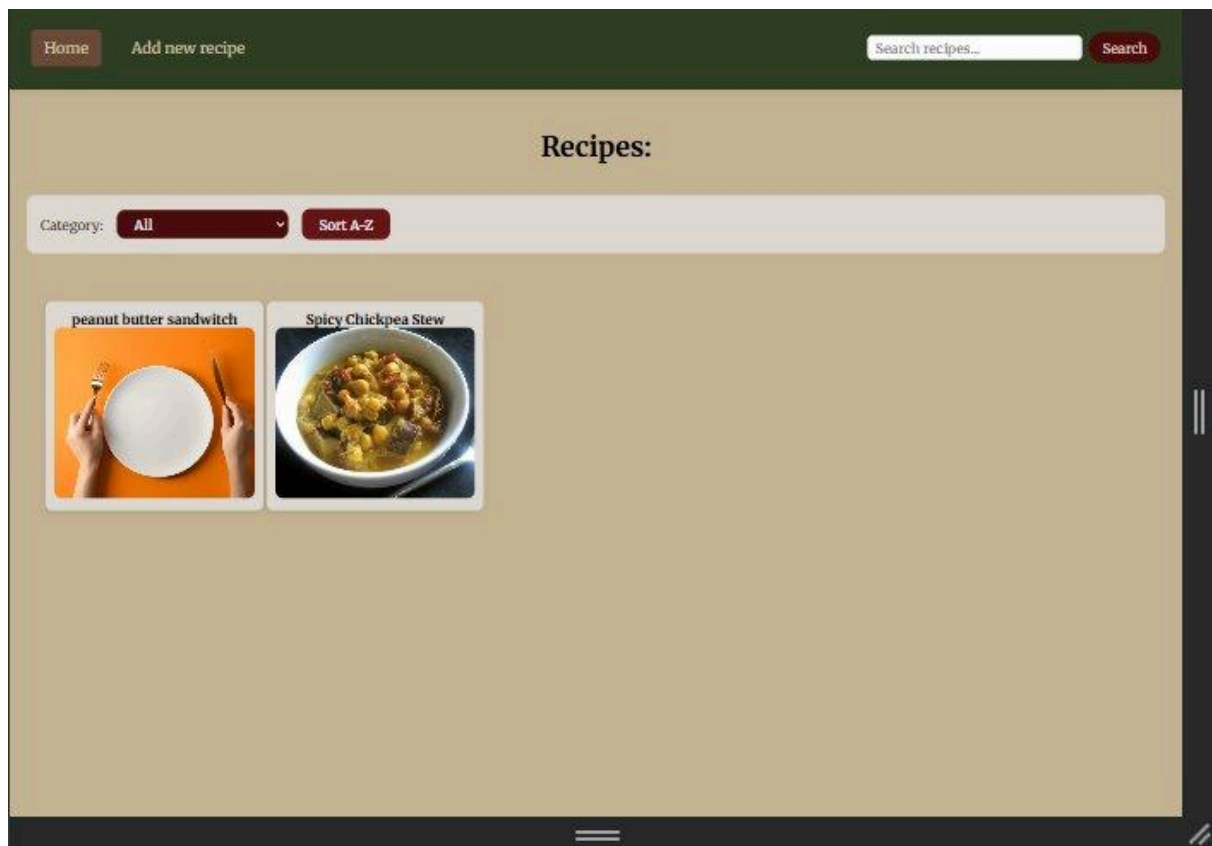 Home Add new recipe Search recipes... Search
Recipes:
Category: All Sort A-Z
peanut butter sandwitch Spicy Chickpea Stew